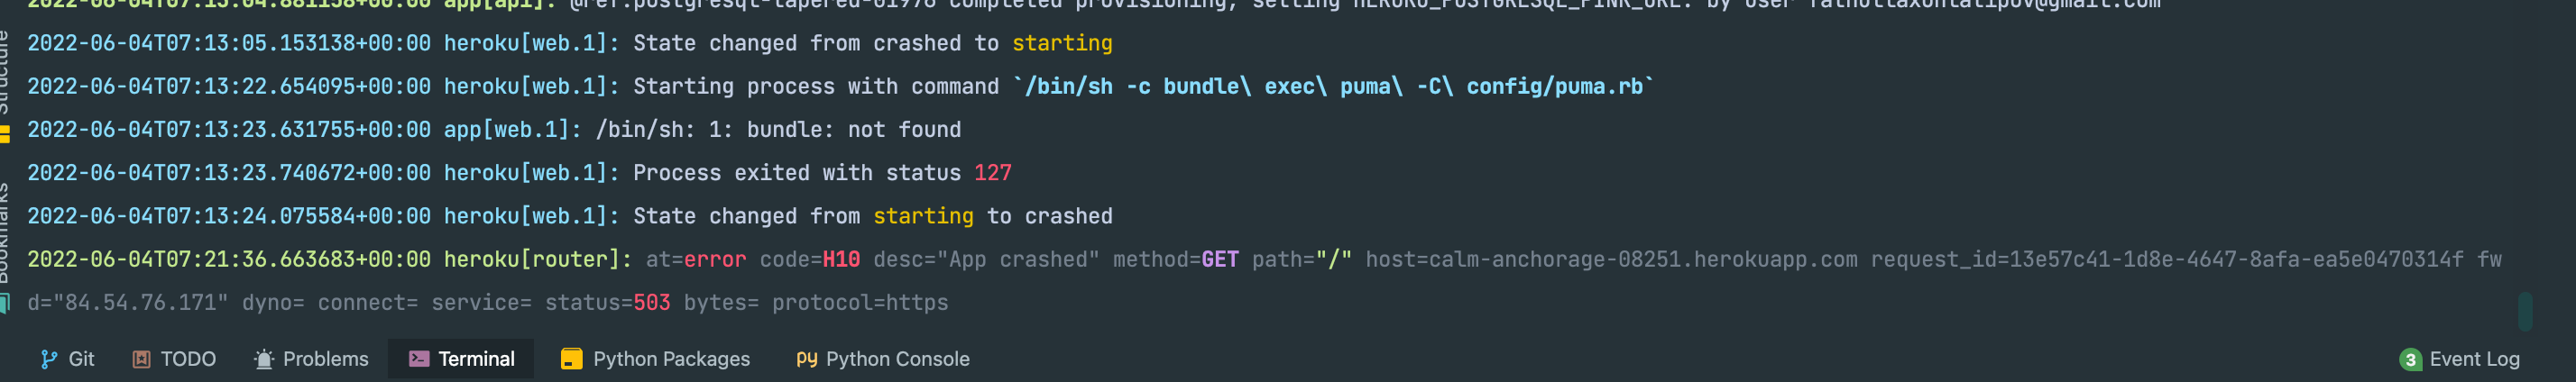 2022-06-04T07:13:04.881158+00:00 app[api]: @ref:postgresql-tapered-01976 completed provisioning, setting HEROKU_POSTGRESQL_PINK_URL. by user
2022-06-04T07:13:05.153138+00:00 heroku[web.1]: State changed from crashed to starting
2022-06-04T07:13:22.654095+00:00 heroku[web.1]: Starting process with command `/bin/sh -c bundle\ exec\ puma\ -C\ config/puma.rb`
2022-06-04T07:13:23.631755+00:00 app[web.1]: /bin/sh: 1: bundle: not found
2022-06-04T07:13:23.740672+00:00 heroku[web.1]: Process exited with status 127
2022-06-04T07:13:24.075584+00:00 heroku[web.1]: State changed from starting to crashed
2022-06-04T07:21:36.663683+00:00 heroku[router]: at=error code=H10 desc="App crashed" method=GET path="/" host=calm-anchorage-08251.herokuapp.com request_id=13e57c41-1d8e-4647-8afa-ea5e0470314f fw
d="84.54.76.171" dyno= connect= service= status=503 bytes= protocol=https
Structure
Bookmarks
Git TODO Problems Terminal Python Packages Python Console 3 Event Log